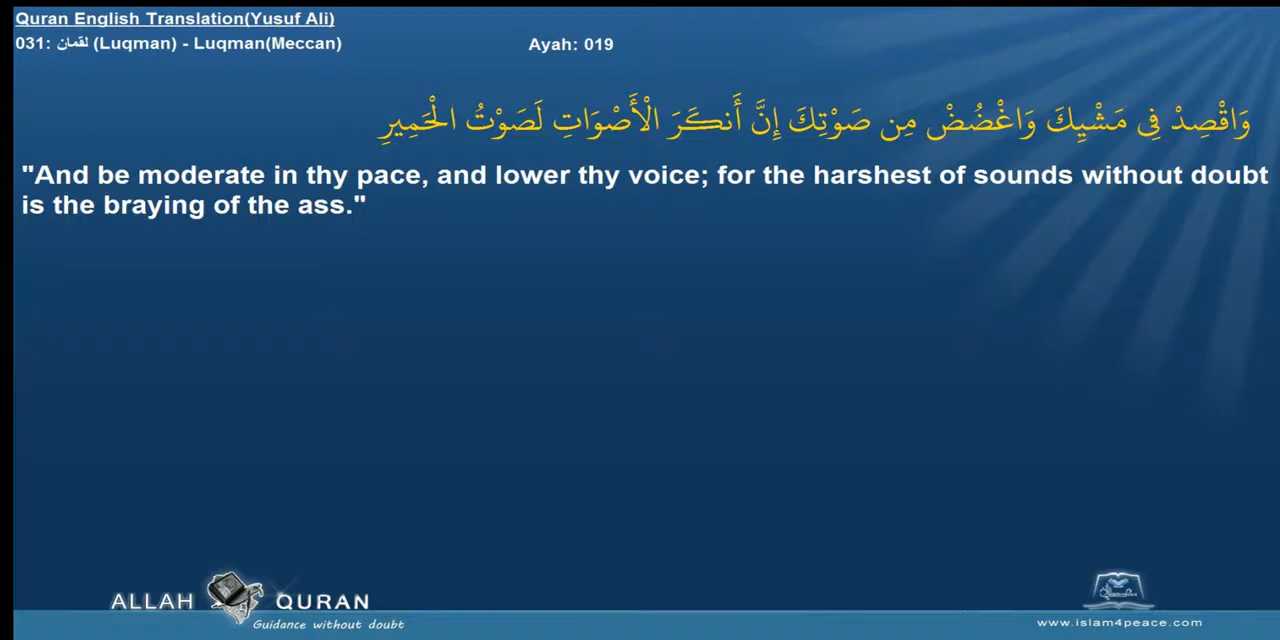 Quran English Translation(Yusuf Ali)
031: لقمان (Luqman) - Luqman(Meccan)
Ayah: 019
وَاقْصِدْ فِي مَشْيِكَ وَاغْضُضْ مِن صَوْتِكَ إِنَّ أَنكَرَ الْأَصْوَاتِ لَصَوْتُ الْحَمِيرِ
"And be moderate in thy pace, and lower thy voice; for the harshest of sounds without doubt
is the braying of the ass."
ALLAH QURAN
Guidance without doubt
www.islam4peace.com